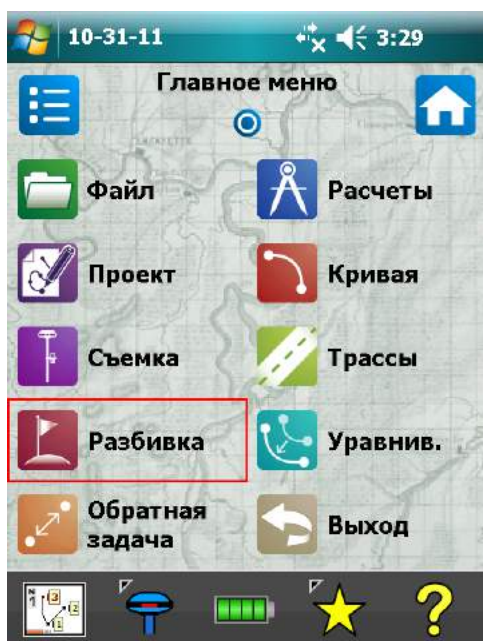 10-31-11 3:29
Главное меню
Файл
Расчеты
Проект
Кривая
Съемка
Трассы
Разбивка
Уравнив.
Обратная
задача
Выход